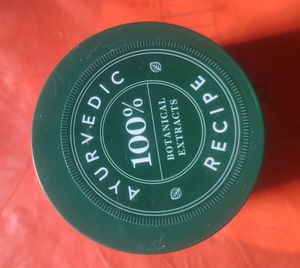 AYURVEDIC
100%
BOTANICAL
EXTRACTS
RECIPE